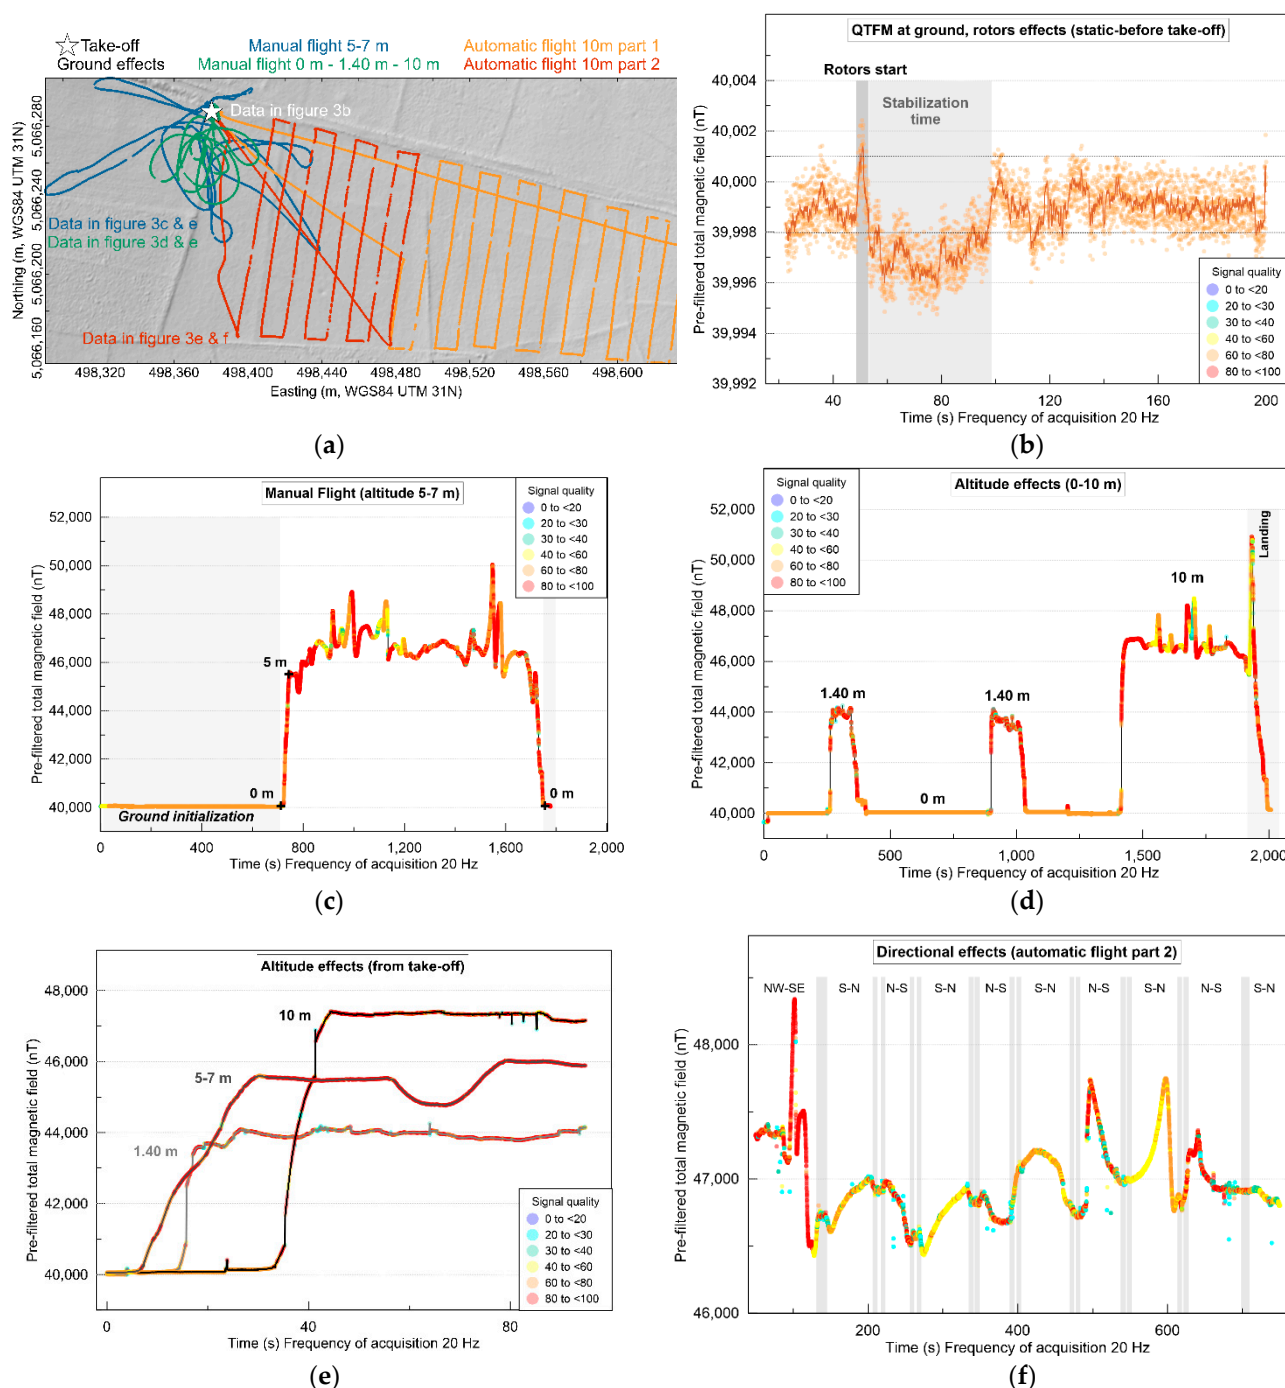 Take-off
Ground effects
Manual flight 5-7 m
Manual flight 0 m - 1.40 m - 10 m
Automatic flight 10m part 1
Automatic flight 10m part 2
Data in figure 3b
Data in figure 3c & e
Data in figure 3d & e
Data in figure 3e & f
Northing (m, WGS84 UTM 31N)
5,066,280
5,066,240
5,066,200
5,066,160
498,320 498,360 498,400 498,440 498,480 498,520 498,560 498,600
Easting (m, WGS84 UTM 31N)
(a)
QTFM at ground, rotors effects (static-before take-off)
Rotors start
Stabilization
time
Pre-filtered total magnetic field (nT)
40,004
40,002
40,000
39,998
39,996
39,994
39,992
Signal quality
0 to <20
20 to <30
30 to <40
40 to <60
60 to <80
80 to <100
40 80 120 160 200
Time (s) Frequency of acquisition 20 Hz
(b)
Manual Flight (altitude 5-7 m)
Signal quality
0 to <20
20 to <30
30 to <40
40 to <60
60 to <80
80 to <100
Pre-filtered total magnetic field (nT)
52,000
50,000
48,000
46,000
44,000
42,000
40,000
5 m
0 m
0 m
Ground initialization
0 400 800 1,200 1,600 2,000
Time (s) Frequency of acquisition 20 Hz
(c)
Signal quality
0 to <20
20 to <30
30 to <40
40 to <60
60 to <80
80 to <100
Altitude effects (0-10 m)
Landing
Pre-filtered total magnetic field (nT)
52,000
50,000
48,000
46,000
44,000
42,000
40,000
10 m
1.40 m
1.40 m
0 m
0 500 1,000 1,500 2,000
Time (s) Frequency of acquisition 20 Hz
(d)
Altitude effects (from take-off)
Pre-filtered total magnetic field (nT)
48,000
46,000
44,000
42,000
40,000
10 m
5-7 m
1.40 m
Signal quality
0 to <20
20 to <30
30 to <40
40 to <60
60 to <80
80 to <100
0 40 80
Time (s) Frequency of acquisition 20 Hz
(e)
Directional effects (automatic flight part 2)
NW-SE S-N N-S S-N N-S S-N N-S S-N N-S S-N
Pre-filtered total magnetic field (nT)
48,000
47,000
46,000
200 400 600
Time (s) Frequency of acquisition 20 Hz
(f)